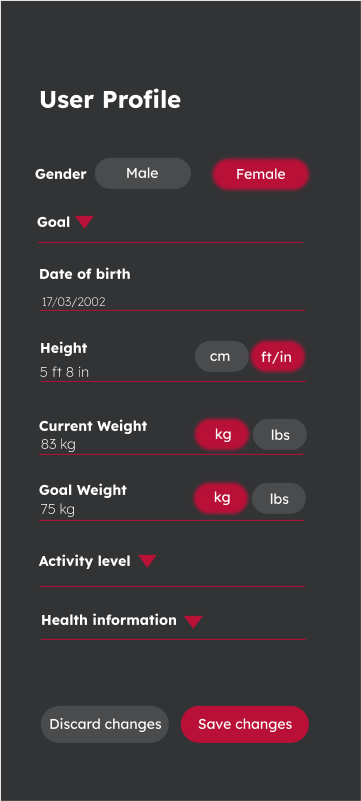 User Profile
Gender Male Female
Goal
Date of birth
17/03/2002
Height cm ft/in
5 ft 8 in
Current Weight kg lbs
83 kg
Goal Weight kg lbs
75 kg
Activity level
Health information
Discard changes Save changes